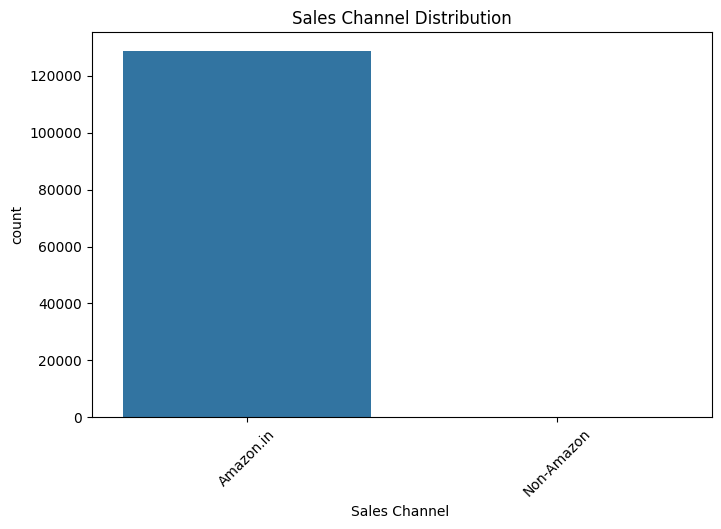 Sales Channel Distribution
120000
100000
80000
60000
40000
20000
0
count
Amazon.in
Non-Amazon
Sales Channel